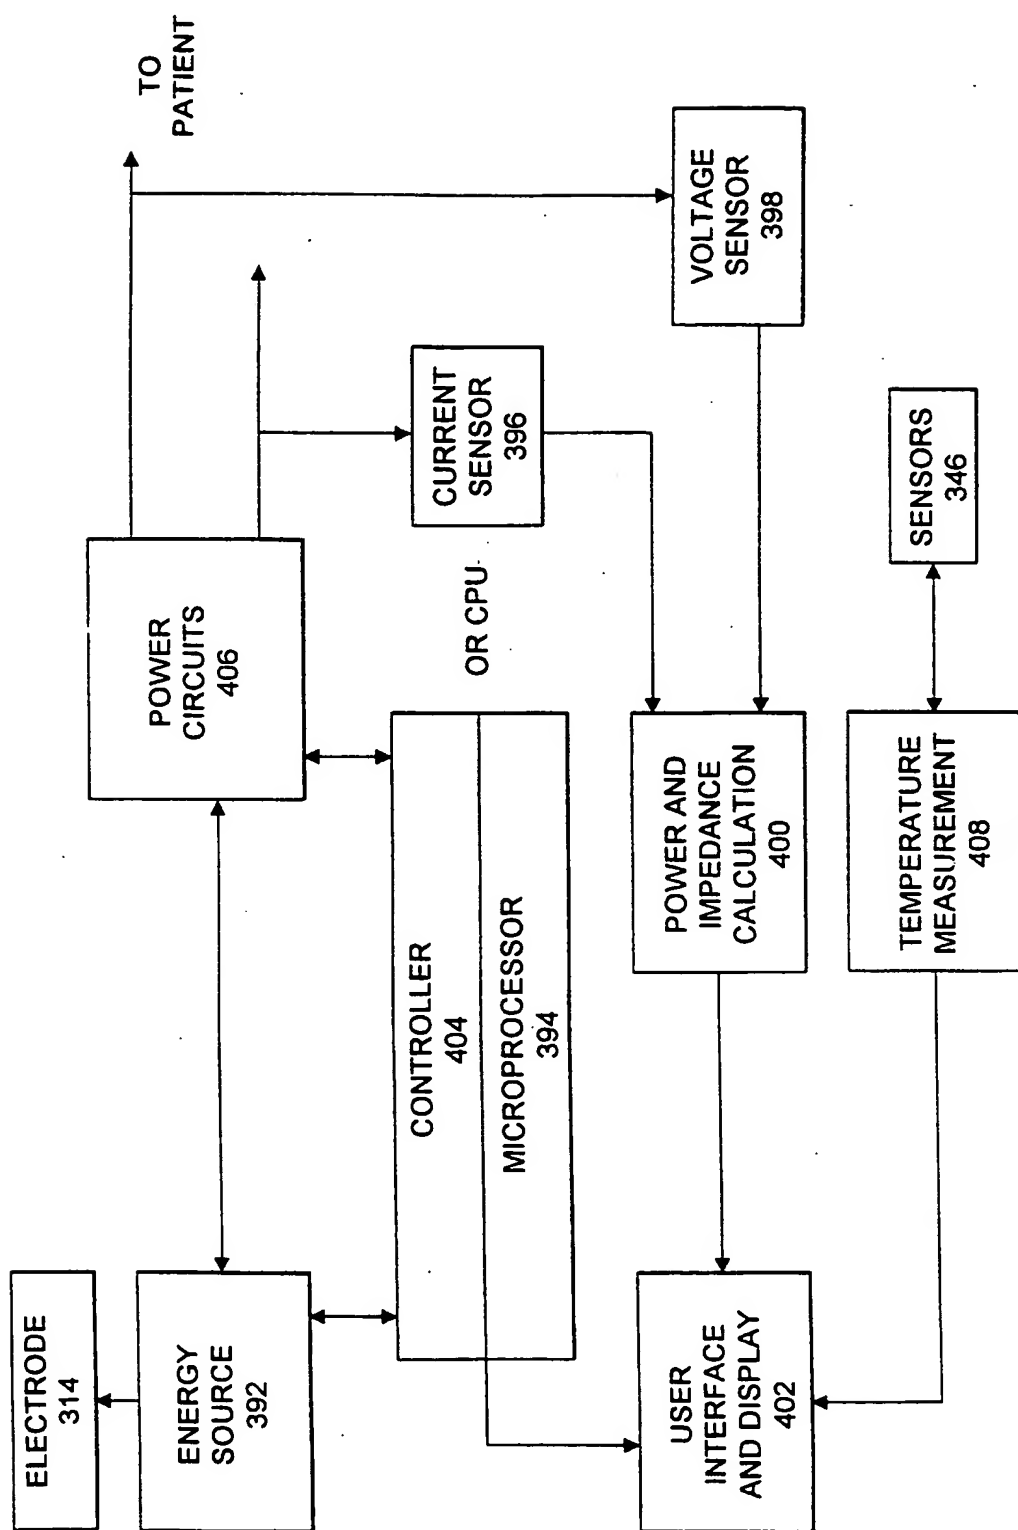 ELECTRODE
314
ENERGY
SOURCE
392
POWER
CIRCUITS
406
TO
PATIENT
CONTROLLER
404
MICROPROCESSOR
394
OR CPU
CURRENT
SENSOR
396
VOLTAGE
SENSOR
398
USER
INTERFACE
AND DISPLAY
402
POWER AND
IMPEDANCE
CALCULATION
400
TEMPERATURE
MEASUREMENT
408
SENSORS
346